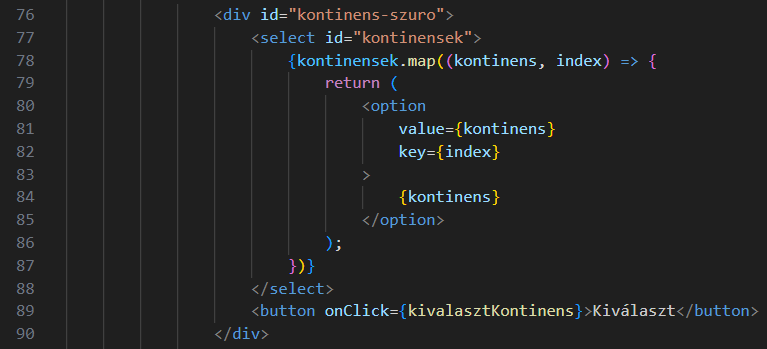 76 <div id="kontinens-szuro">
77 <select id="kontinensek">
78 {kontinensek.map((kontinens, index) => {
79 return (
80 <option
81 value={kontinens}
82 key={index}
83 >
84 {kontinens}
85 </option>
86 );
87 })}
88 </select>
89 <button onClick={kivalasztKontinens}>Kiválaszt</button>
90 </div>